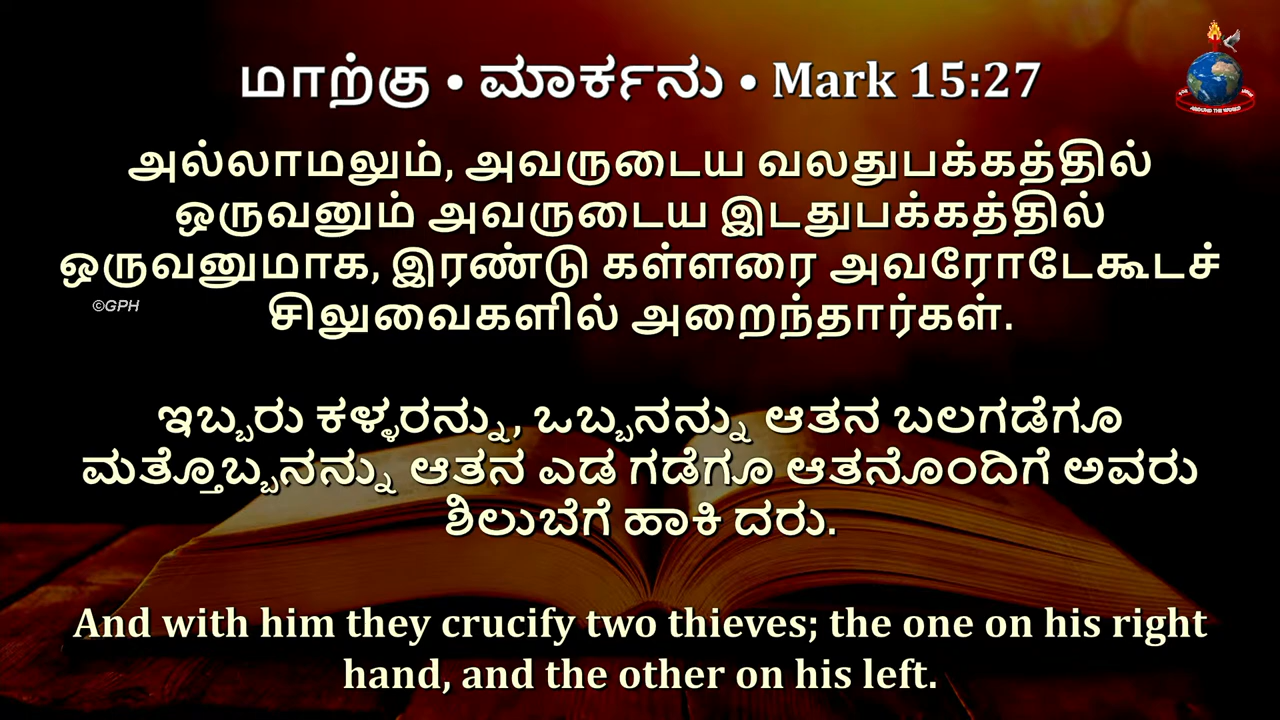 மாற்கு • ಮಾರ್ಕನು • Mark 15:27
அல்லாமலும், அவருடைய வலதுபக்கத்தில்
ஒருவனும் அவருடைய இடதுபக்கத்தில்
ஒருவனுமாக, இரண்டு கள்ளரை அவரோடேகூடச்
சிலுவைகளில் அறைந்தார்கள்.
©GPH
ಇಬ್ಬರು ಕಳ್ಳರನ್ನು, ಒಬ್ಬನನ್ನು ಆತನ ಬಲಗಡೆಗೂ
ಮತ್ತೊಬ್ಬನನ್ನು ಆತನ ಎಡ ಗಡೆಗೂ ಆತನೊಂದಿಗೆ ಅವರು
ಶಿಲುಬೆಗೆ ಹಾಕಿ ದರು.
And with him they crucify two thieves; the one on his right
hand, and the other on his left.
AROUND THE WORLD